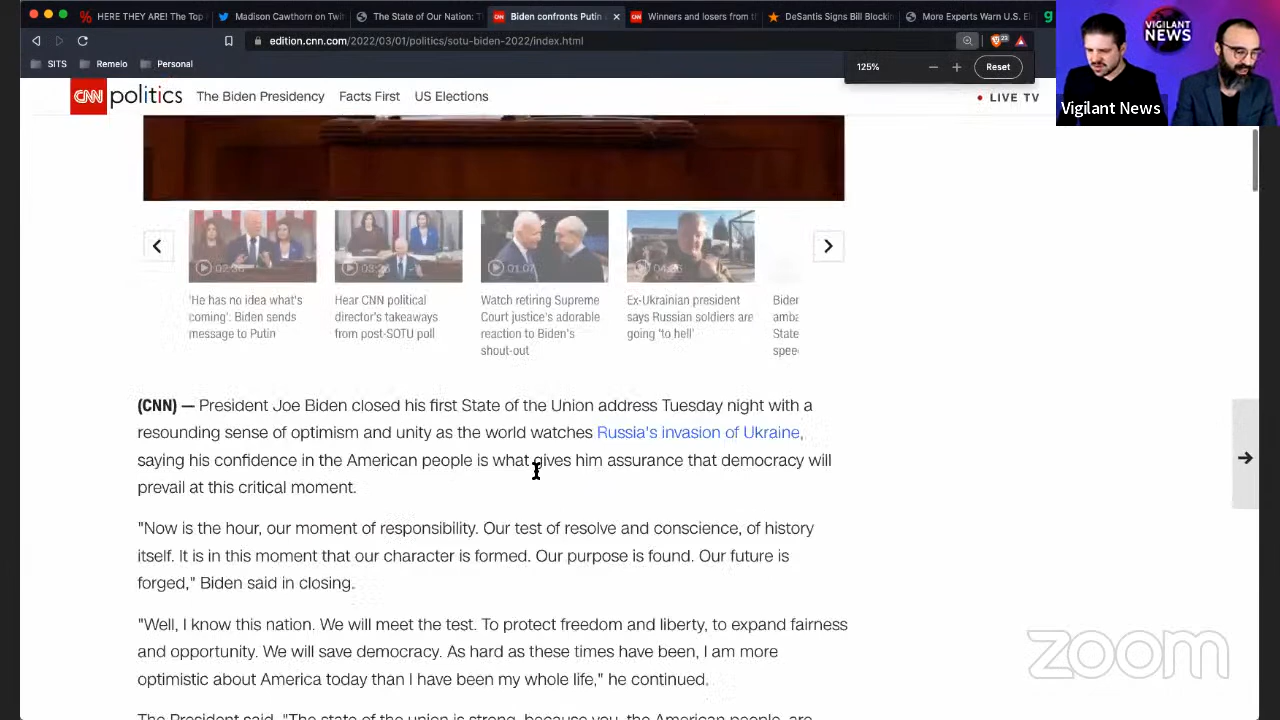 HERE THEY ARE! The Top
Madison Cawthorn on Twit
The State of Our Nation: T
Biden confronts Putin
Winners and losers from th
DeSantis Signs Bill Blockin
More Experts Warn U.S. El
edition.cnn.com/2022/03/01/politics/sotu-biden-2022/index.html
23
SITS
Remeio
Personal
125%
Reset
VIGILANT
NEWS
Vigilant News
CNN politics
The Biden Presidency
Facts First
US Elections
LIVE TV
02:36
03:26
01:07
'He has no idea what's
coming'. Biden sends
message to Putin
Hear CNN political
director's takeaways
from post-SOTU poll
Watch retiring Supreme
Court justice's adorable
reaction to Biden's
shout-out
Ex-Ukrainian president
says Russian soldiers are
going 'to hell'
Biden
amba
State
spee
(CNN) — President Joe Biden closed his first State of the Union address Tuesday night with a
resounding sense of optimism and unity as the world watches Russia's invasion of Ukraine,
saying his confidence in the American people is what gives him assurance that democracy will
prevail at this critical moment.
"Now is the hour, our moment of responsibility. Our test of resolve and conscience, of history
itself. It is in this moment that our character is formed. Our purpose is found. Our future is
forged," Biden said in closing.
"Well, I know this nation. We will meet the test. To protect freedom and liberty, to expand fairness
and opportunity. We will save democracy. As hard as these times have been, I am more
optimistic about America today than I have been my whole life," he continued.
The President said, "The state of the union is strong, because you, the American people, are
zoom